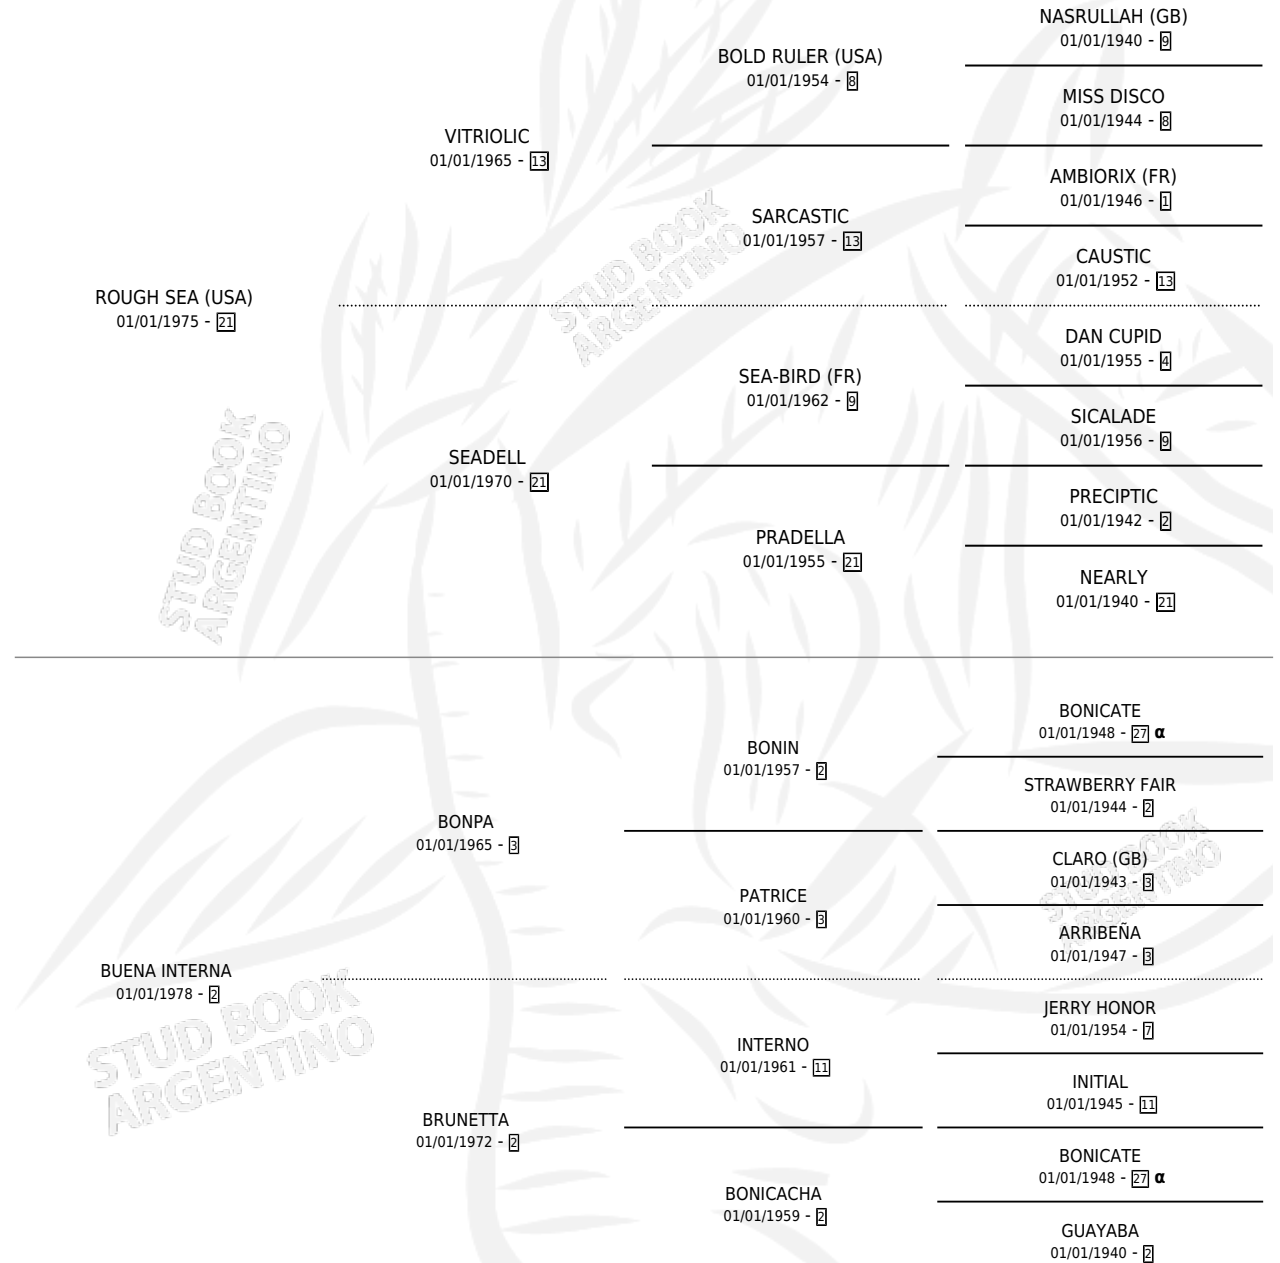 NASRULLAH (GB)
01/01/1940 - 9
BOLD RULER (USA)
01/01/1954 - 8
MISS DISCO
01/01/1944 - 8
VITRIOLIC
01/01/1965 - 13
AMBIORIX (FR)
01/01/1946 - 1
SARCASTIC
01/01/1957 - 13
CAUSTIC
01/01/1952 - 13
ROUGH SEA (USA)
01/01/1975 - 21
DAN CUPID
01/01/1955 - 4
SEA-BIRD (FR)
01/01/1962 - 9
SICALADE
01/01/1956 - 9
SEADELL
01/01/1970 - 21
PRECIPTIC
01/01/1942 - 2
PRADELLA
01/01/1955 - 21
NEARLY
01/01/1940 - 21
BONICATE
01/01/1948 - 27 α
BONIN
01/01/1957 - 2
STRAWBERRY FAIR
01/01/1944 - 2
BONPA
01/01/1965 - 3
CLARO (GB)
01/01/1943 - 3
PATRICE
01/01/1960 - 3
ARRIBEÑA
01/01/1947 - 3
BUENA INTERNA
01/01/1978 - 2
JERRY HONOR
01/01/1954 - 7
INTERNO
01/01/1961 - 11
INITIAL
01/01/1945 - 11
BRUNETTA
01/01/1972 - 2
BONICATE
01/01/1948 - 27 α
BONICACHA
01/01/1959 - 2
GUAYABA
01/01/1940 - 2
STUD BOOK
ARGENTINO
STUD BOOK
ARGENTINO
STUD BOOK
ARGENTINO
STUD BOOK
ARGENTINO